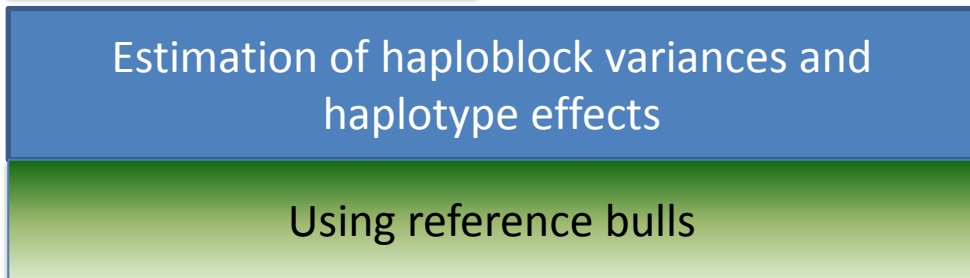 Estimation of haploblock variances and
haplotype effects
Using reference bulls